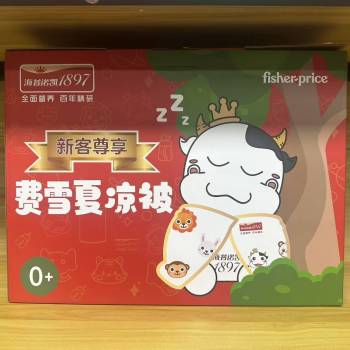 海普诺凯1897
全面营养 百年精研
fisher-price
z z z
新客尊享
费雪夏凉被
海普诺凯
1897
0+